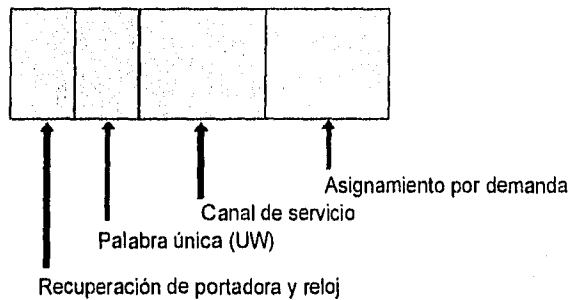 Asignamiento por demanda
Canal de servicio
Palabra única (UW)
Recuperación de portadora y reloj